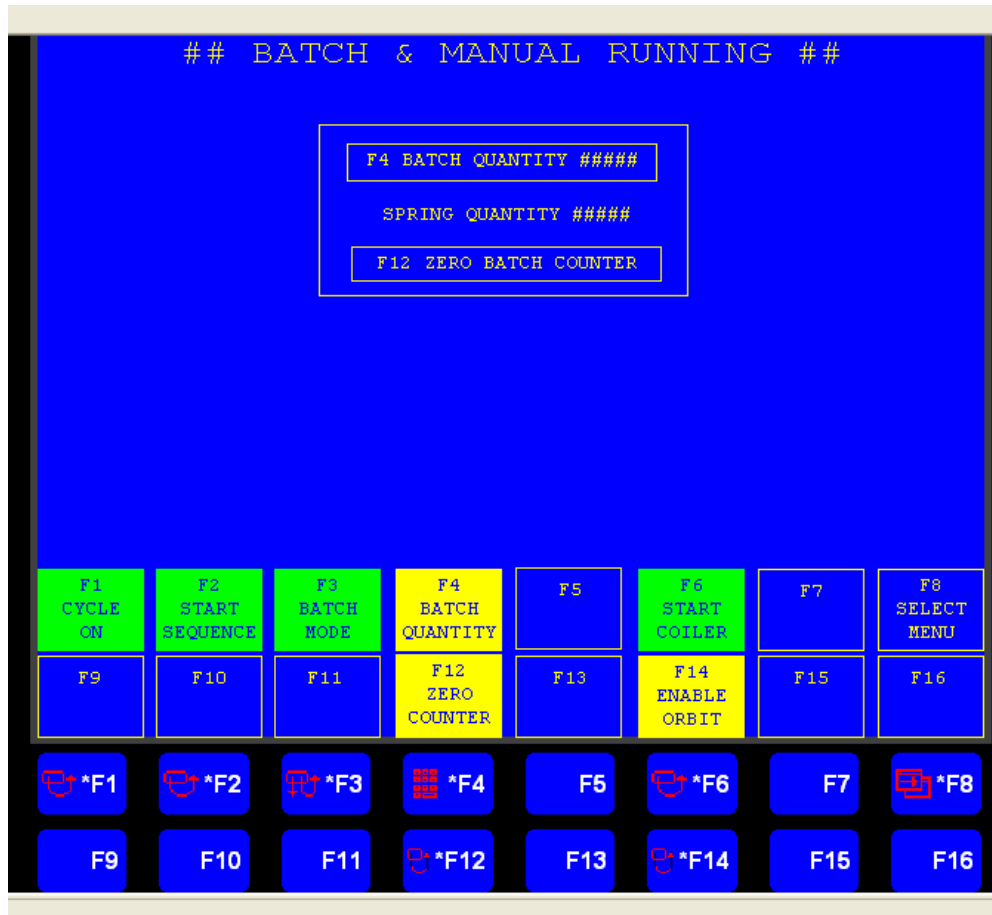 ## BATCH & MANUAL RUNNING ##
F4 BATCH QUANTITY #####
SPRING QUANTITY #####
F12 ZERO BATCH COUNTER
F1
CYCLE
ON
F2
START
SEQUENCE
F3
BATCH
MODE
F4
BATCH
QUANTITY
F5
F6
START
COILER
F7
F8
SELECT
MENU
F9
F10
F11
F12
ZERO
COUNTER
F13
F14
ENABLE
ORBIT
F15
F16
*F1
*F2
*F3
*F4
F5
*F6
F7
*F8
F9
F10
F11
*F12
F13
*F14
F15
F16